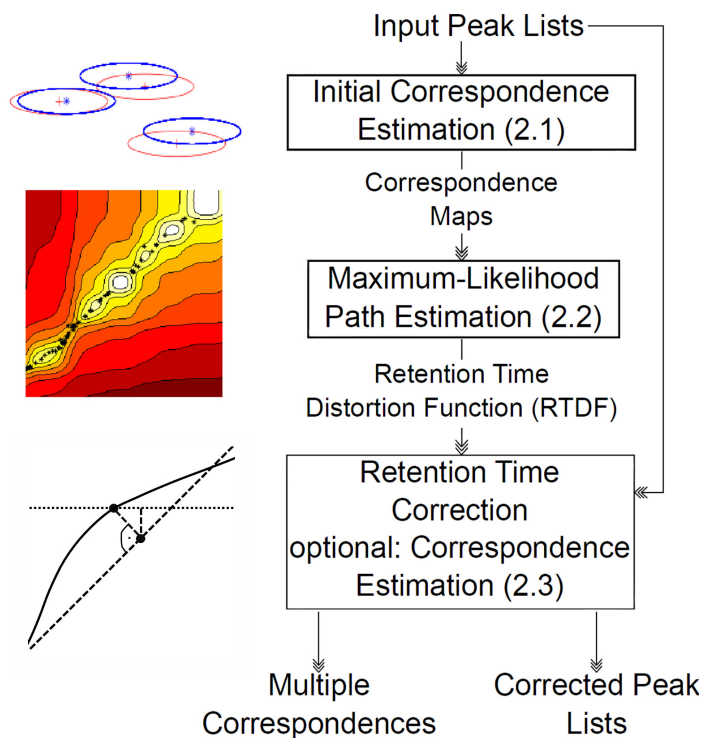 Input Peak Lists
Initial Correspondence
Estimation (2.1)
Correspondence
Maps
Maximum-Likelihood
Path Estimation (2.2)
Retention Time
Distortion Function (RTDF)
Retention Time
Correction
optional: Correspondence
Estimation (2.3)
Multiple
Correspondences
Corrected Peak
Lists